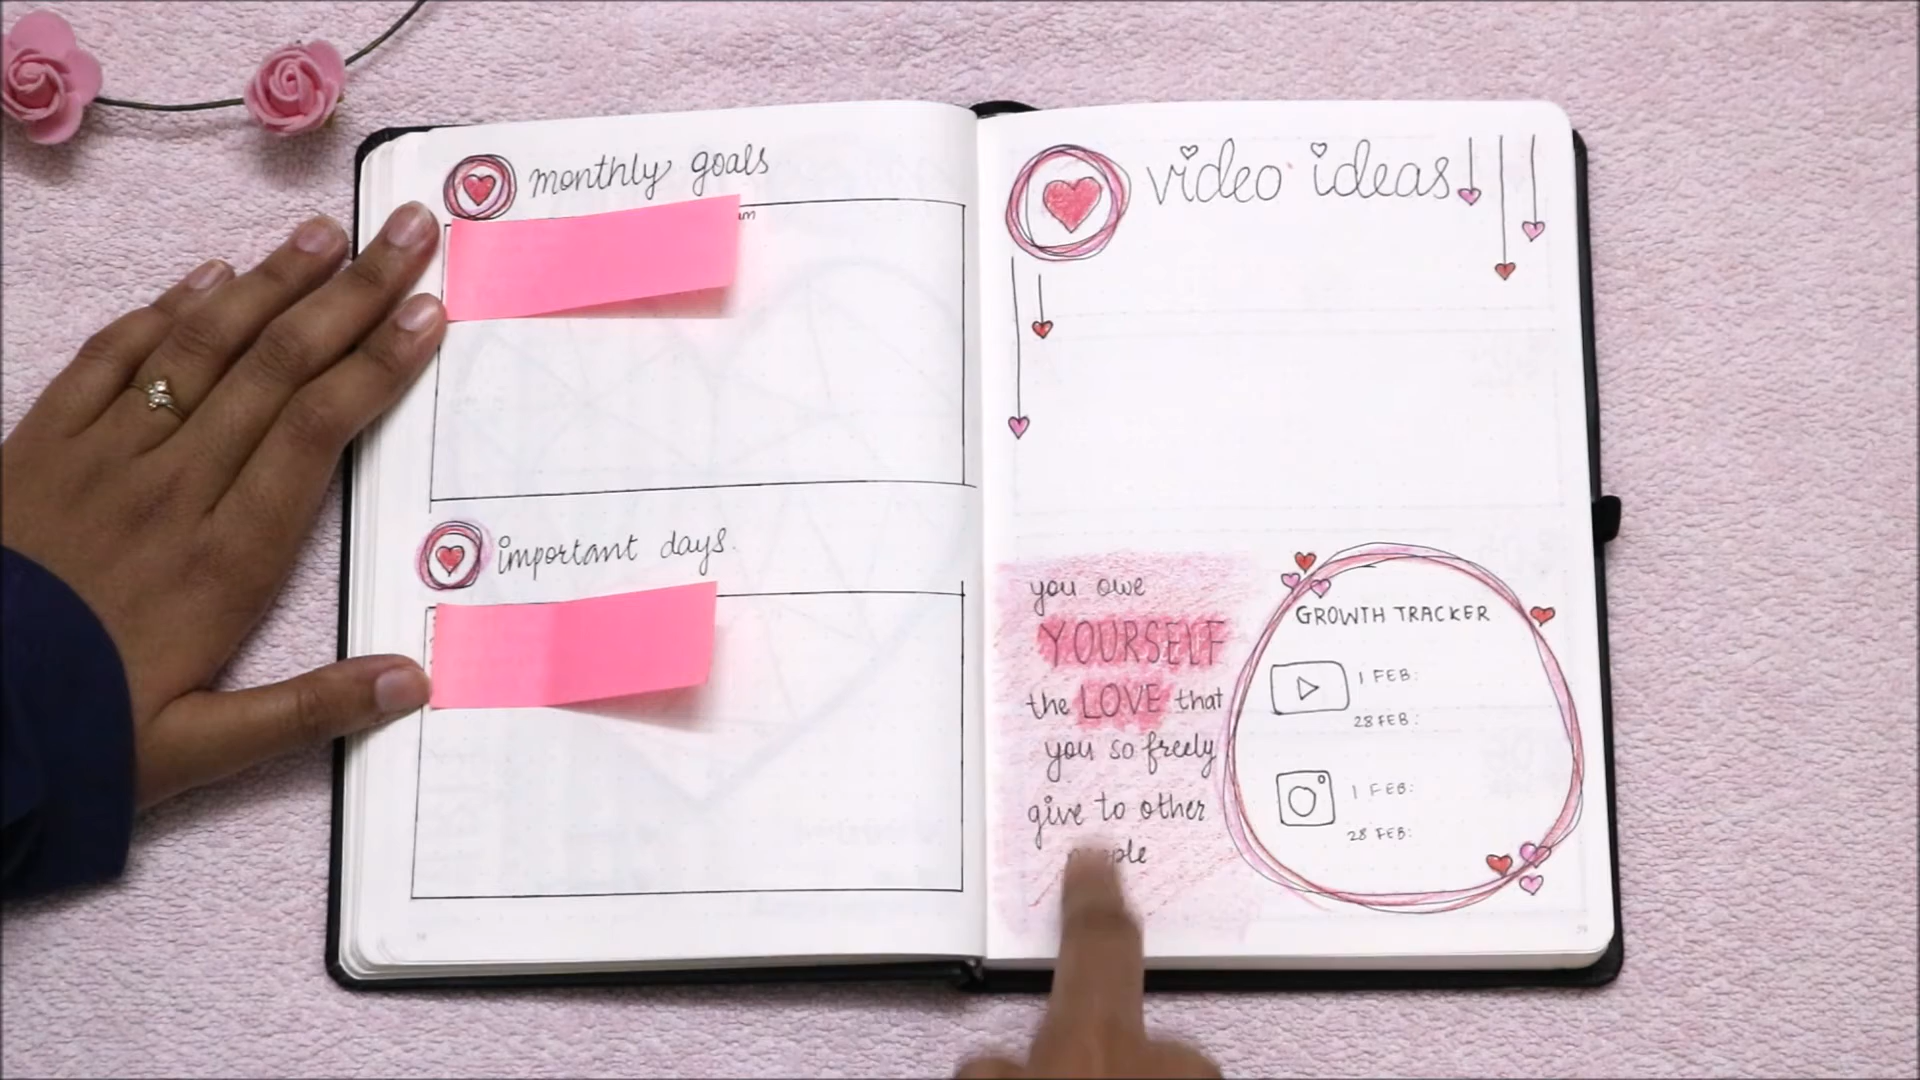 monthly goals
important days.
video ideas
you owe
YOURSELF
the LOVE that
you so freely
give to other
people
GROWTH TRACKER
1 FEB:
28 FEB:
1 FEB:
28 FEB: